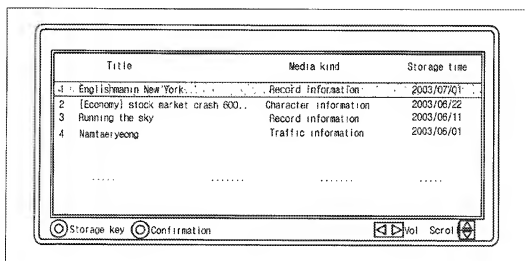 Title Media kind Storage time
1 Englishmanin New York Record information 2003/07/01
2 [Economy] stock market crash 600.. Character information 2003/06/22
3 Running the sky Record information 2003/06/11
4 Namtaeryeong Traffic information 2003/06/01
..... ....... ....... .....
Storage key Confirmation Vol Scrol